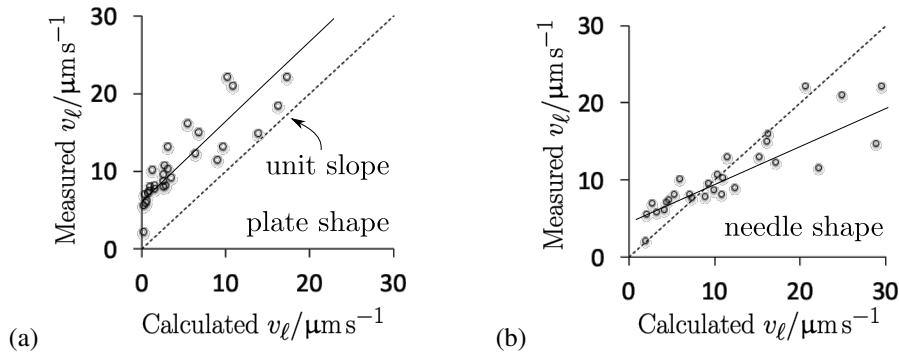 30
20
10
0
Measured vℓ/μm s−1
unit slope
plate shape
0 10 20 30
Calculated vℓ/μm s−1
(a)
30
20
10
0
Measured vℓ/μm s−1
needle shape
0 10 20 30
Calculated vℓ/μm s−1
(b)